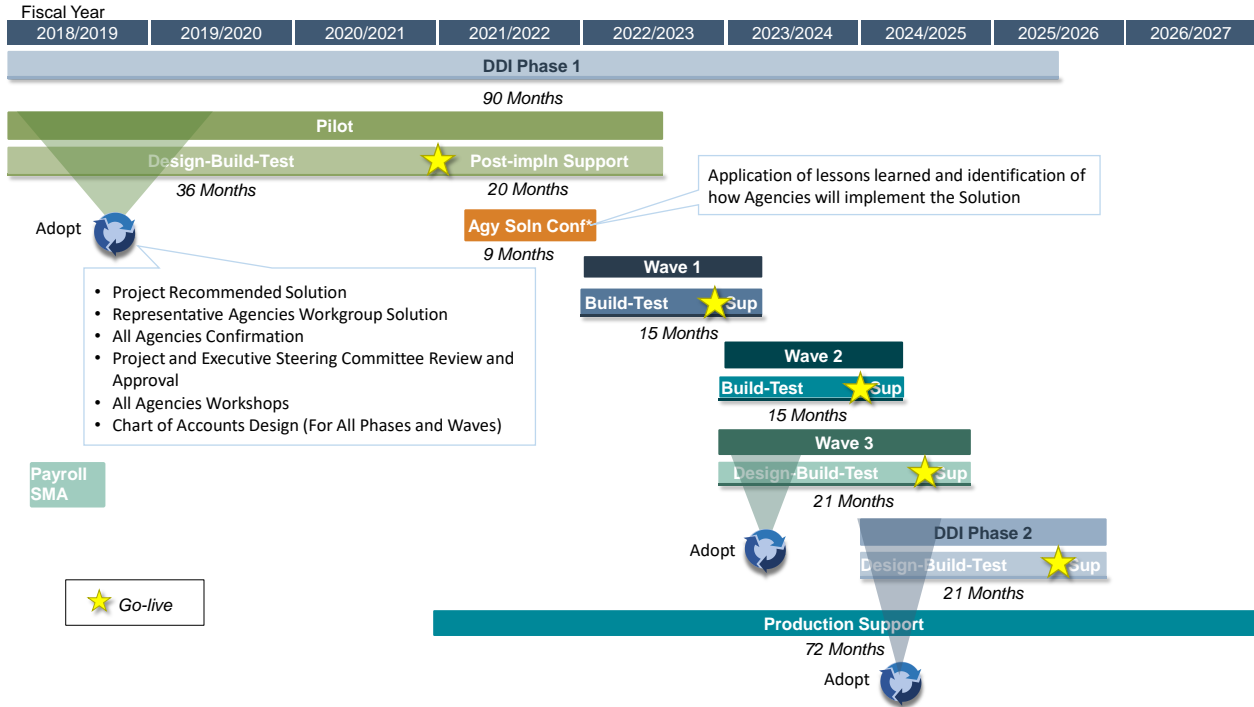 Fiscal Year
2018/2019 2019/2020 2020/2021 2021/2022 2022/2023 2023/2024 2024/2025 2025/2026 2026/2027
DDI Phase 1
90 Months
Pilot
Design-Build-Test
Post-impln Support
36 Months
20 Months
Application of lessons learned and identification of
how Agencies will implement the Solution
Adopt
Agy Soln Conf*
9 Months
• Project Recommended Solution
• Representative Agencies Workgroup Solution
• All Agencies Confirmation
• Project and Executive Steering Committee Review and
Approval
• All Agencies Workshops
• Chart of Accounts Design (For All Phases and Waves)
Wave 1
Build-Test
Sup
15 Months
Wave 2
Build-Test
Sup
15 Months
Wave 3
Design-Build-Test
Sup
21 Months
Payroll
SMA
Adopt
DDI Phase 2
Design-Build-Test
Sup
21 Months
Go-live
Production Support
72 Months
Adopt